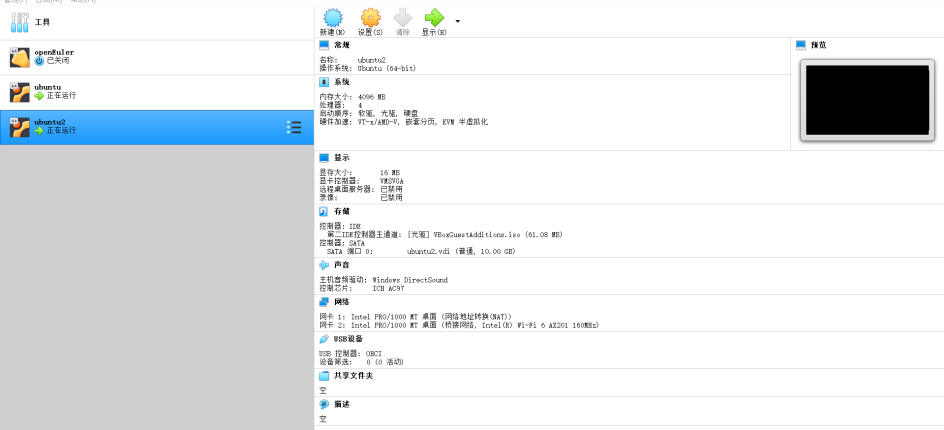 工具
新建(N) 设置(S) 清除 显示(H)
openEuler
已关闭
ubuntu
正在运行
ubuntu2
正在运行
常规
名称: ubuntu2
操作系统: Ubuntu (64-bit)
系统
内存大小: 4096 MB
处理器: 4
启动顺序: 软驱, 光驱, 硬盘
硬件加速: VT-x/AMD-V, 嵌套分页, KVM 半虚拟化
预览
显示
显存大小: 16 MB
显卡控制器: VMSVGA
远程桌面服务器: 已禁用
录像: 已禁用
存储
控制器: IDE
第二IDE控制器主通道: [光驱] VBoxGuestAdditions.iso (61.08 MB)
控制器: SATA
SATA 端口 0: ubuntu2.vdi (普通, 10.00 GB)
声音
主机音频驱动: Windows DirectSound
控制芯片: ICH AC97
网络
网卡 1: Intel PRO/1000 MT 桌面 (网络地址转换(NAT))
网卡 2: Intel PRO/1000 MT 桌面 (桥接网络, Intel(R) Wi-Fi 6 AX201 160MHz)
USB设备
USB 控制器: OHCI
设备筛选: 0 (0 活动)
共享文件夹
空
描述
空